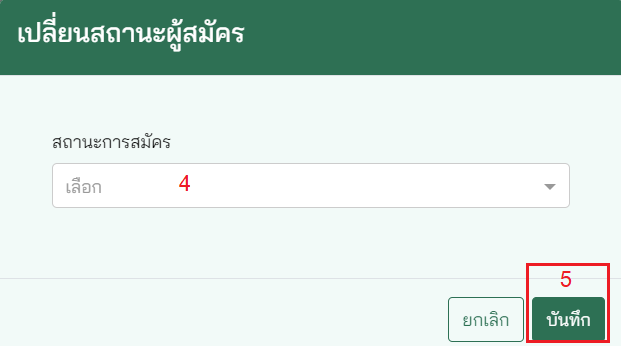 เปลี่ยนสถานะผู้สมัคร
สถานะการสมัคร
เลือก 4
5
ยกเลิก บันทึก